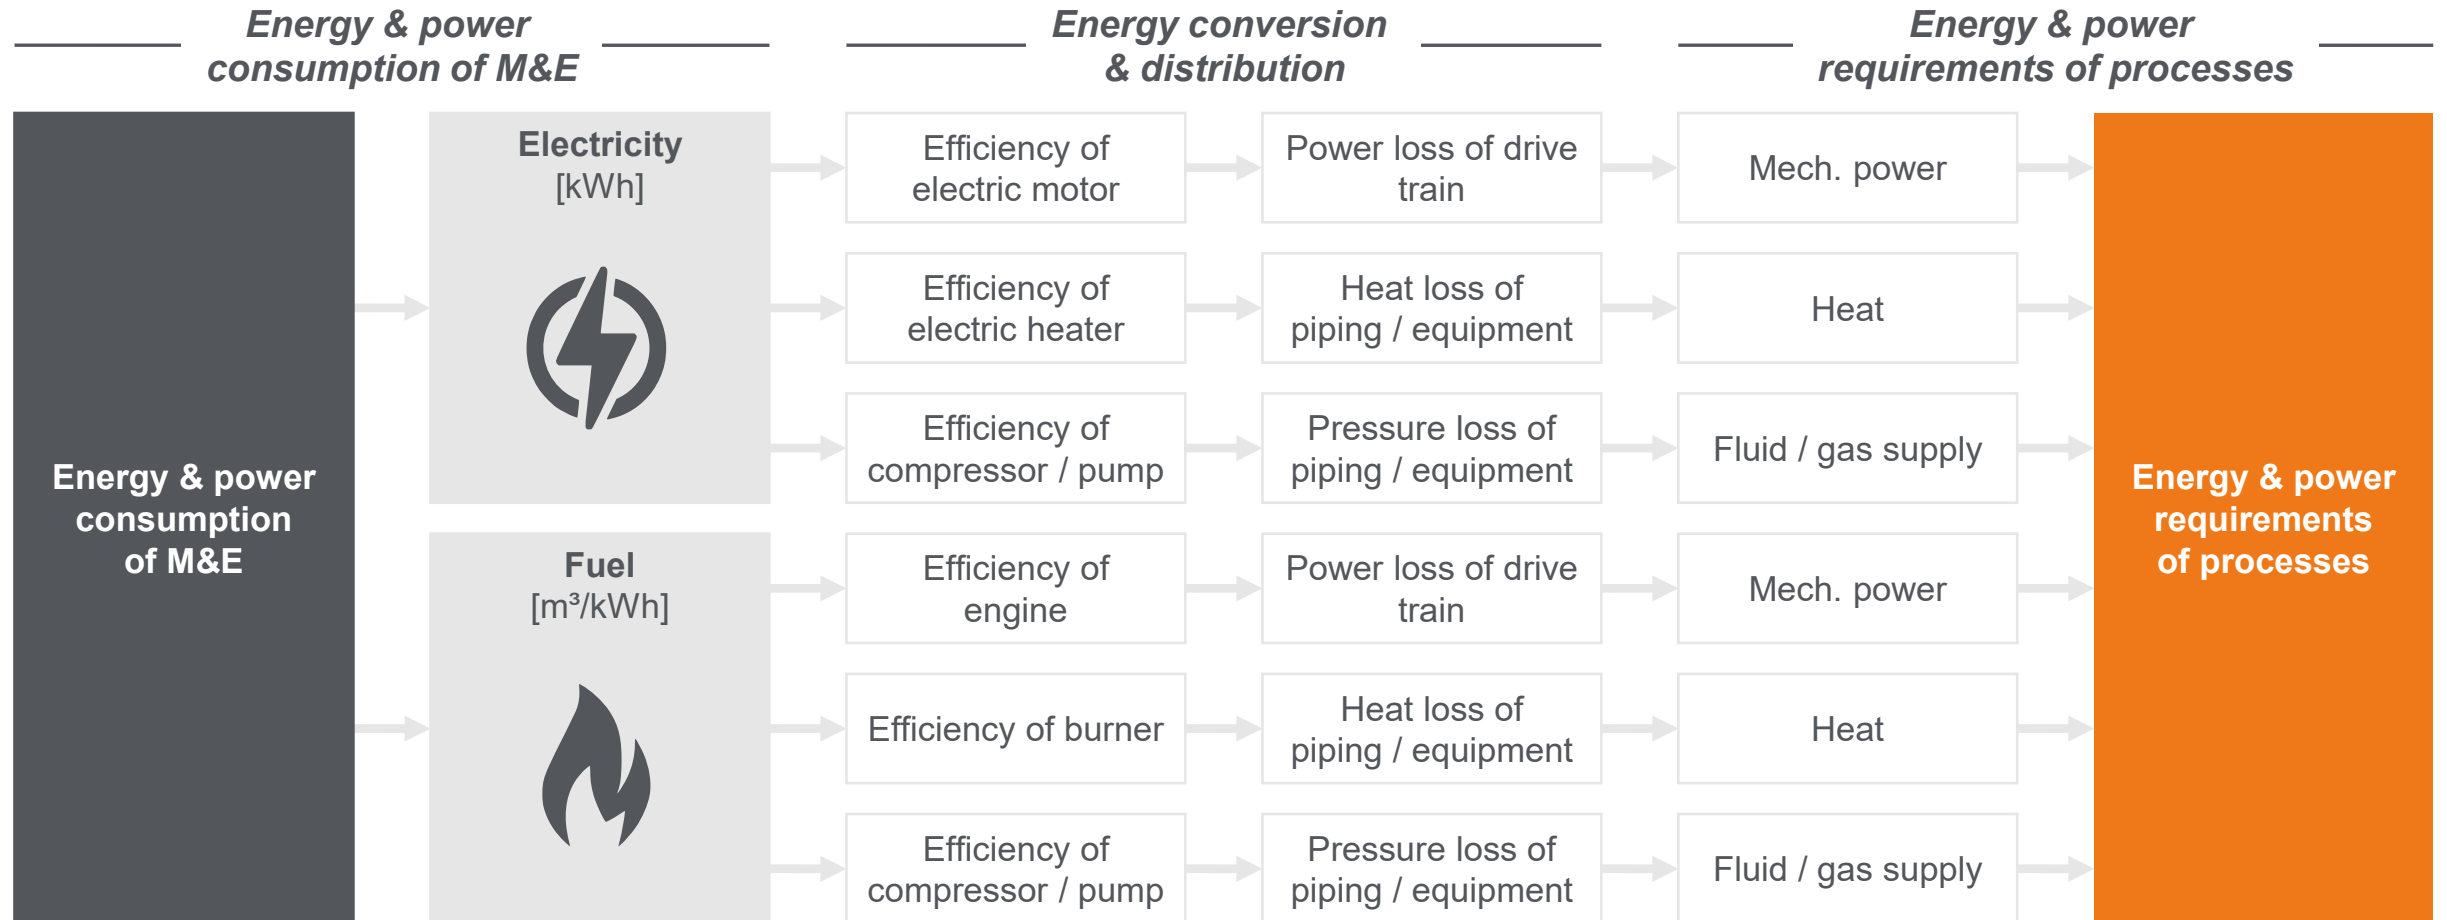 Energy & power
consumption of M&E
Energy conversion
& distribution
Energy & power
requirements of processes
Energy & power
consumption
of M&E
Electricity
[kWh]
Efficiency of
electric motor
Power loss of drive
train
Mech. power
Efficiency of
electric heater
Heat loss of
piping / equipment
Heat
Efficiency of
compressor / pump
Pressure loss of
piping / equipment
Fluid / gas supply
Fuel
[m³/kWh]
Efficiency of
engine
Power loss of drive
train
Mech. power
Efficiency of burner
Heat loss of
piping / equipment
Heat
Efficiency of
compressor / pump
Pressure loss of
piping / equipment
Fluid / gas supply
Energy & power
requirements
of processes